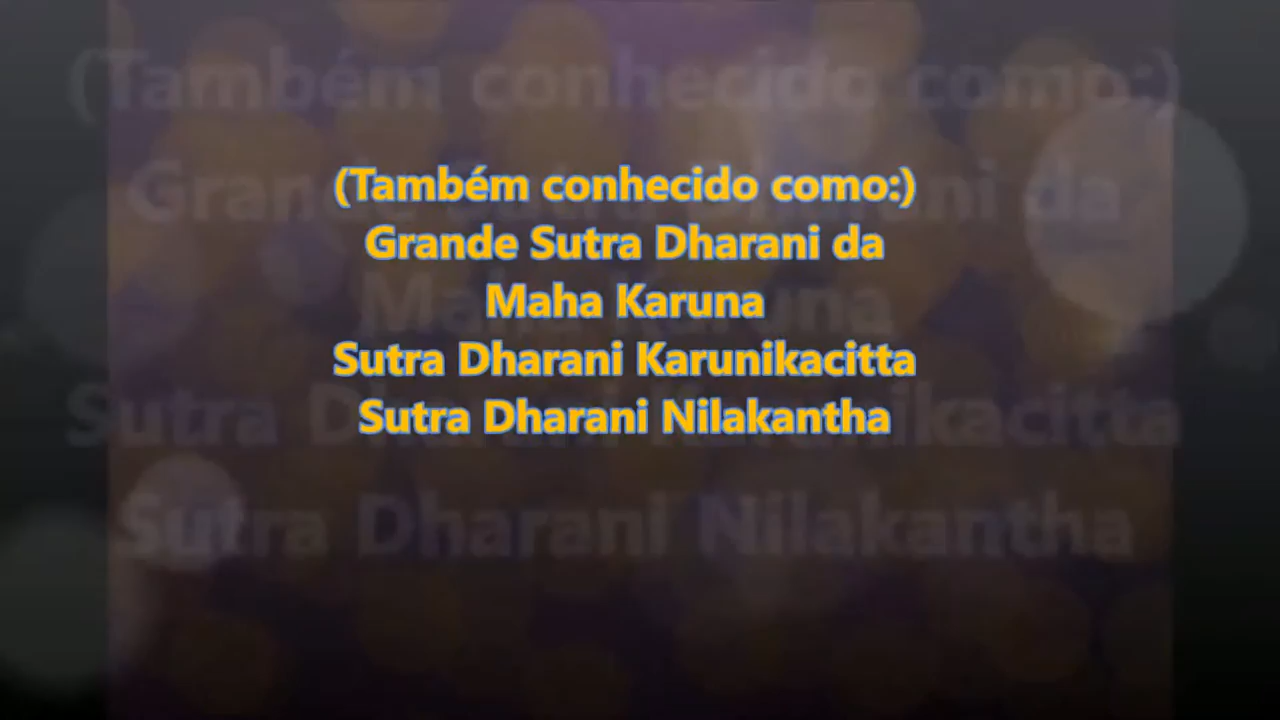 (Também conhecido como:)
Grande Sutra Dharani da
Maha Karuna
Sutra Dharani Karunikacitta
Sutra Dharani Nilakantha